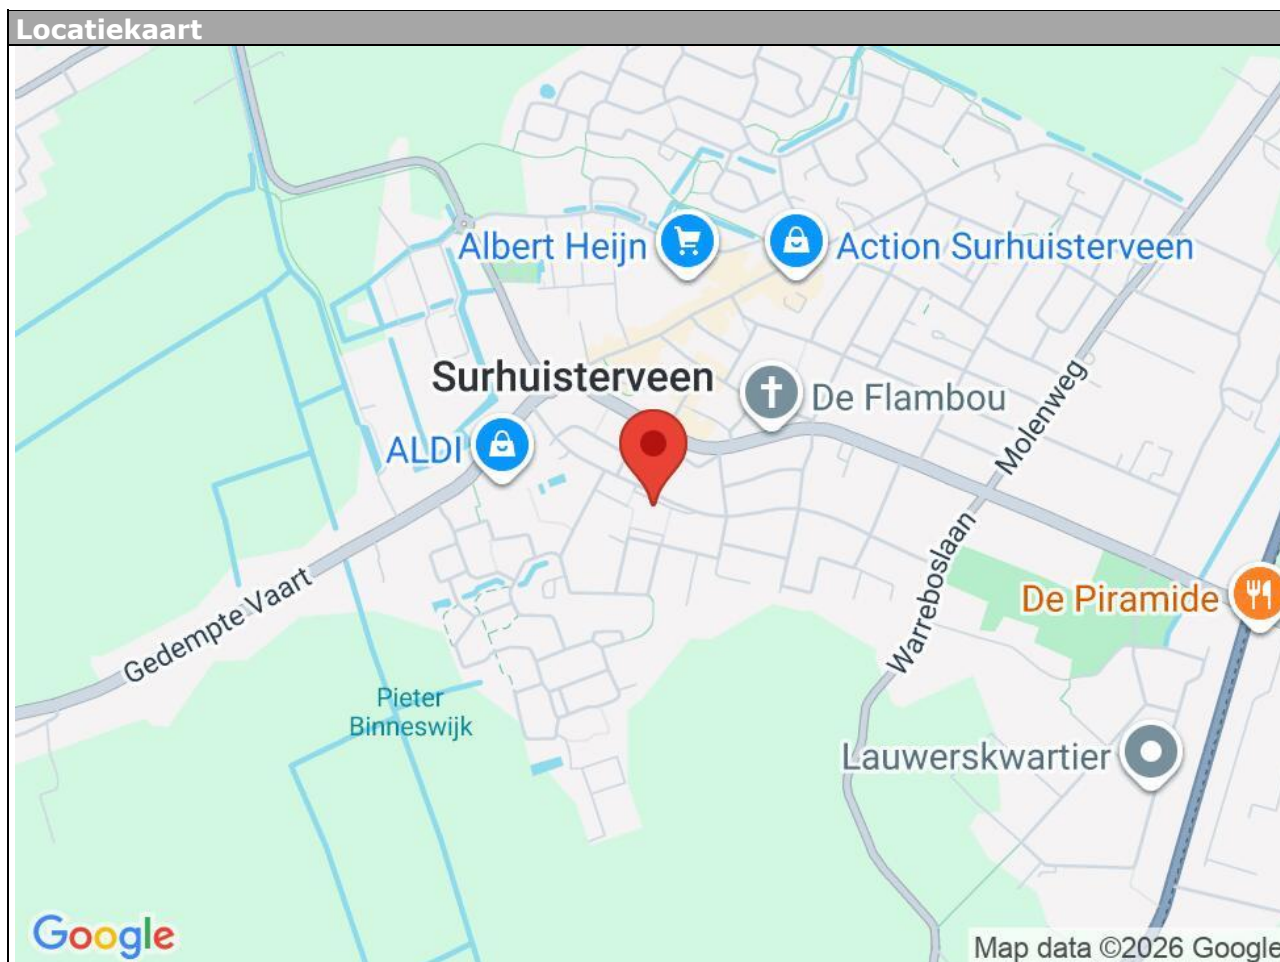 Locatiekaart
Albert Heijn
Action Surhuisterveen
Surhuisterveen
De Flambou
ALDI
Molenweg
Warreboslaan
De Piramide
Gedempte Vaart
Pieter
Binneswijk
Lauwerskwartier
Google
Map data ©2026 Google